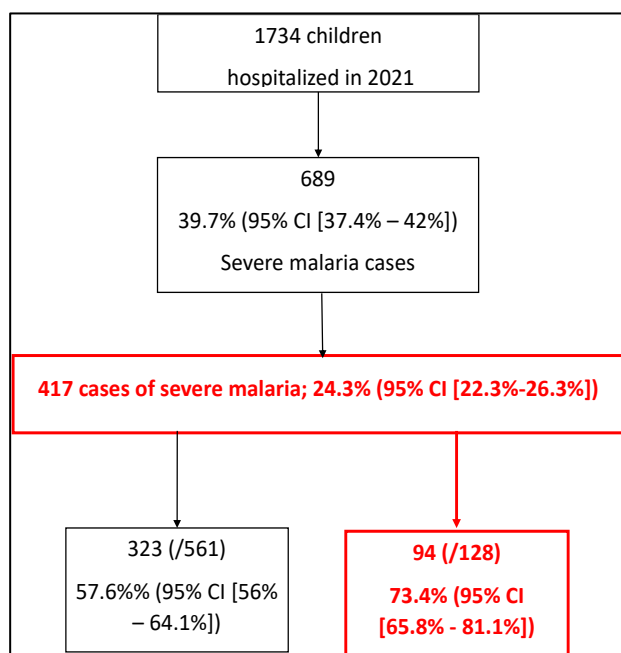 1734 children
hospitalized in 2021
689
39.7% (95% CI [37.4% – 42%])
Severe malaria cases
417 cases of severe malaria; 24.3% (95% CI [22.3%-26.3%])
323 (/561)
57.6%% (95% CI [56%
– 64.1%])
94 (/128)
73.4% (95% CI
[65.8% - 81.1%])